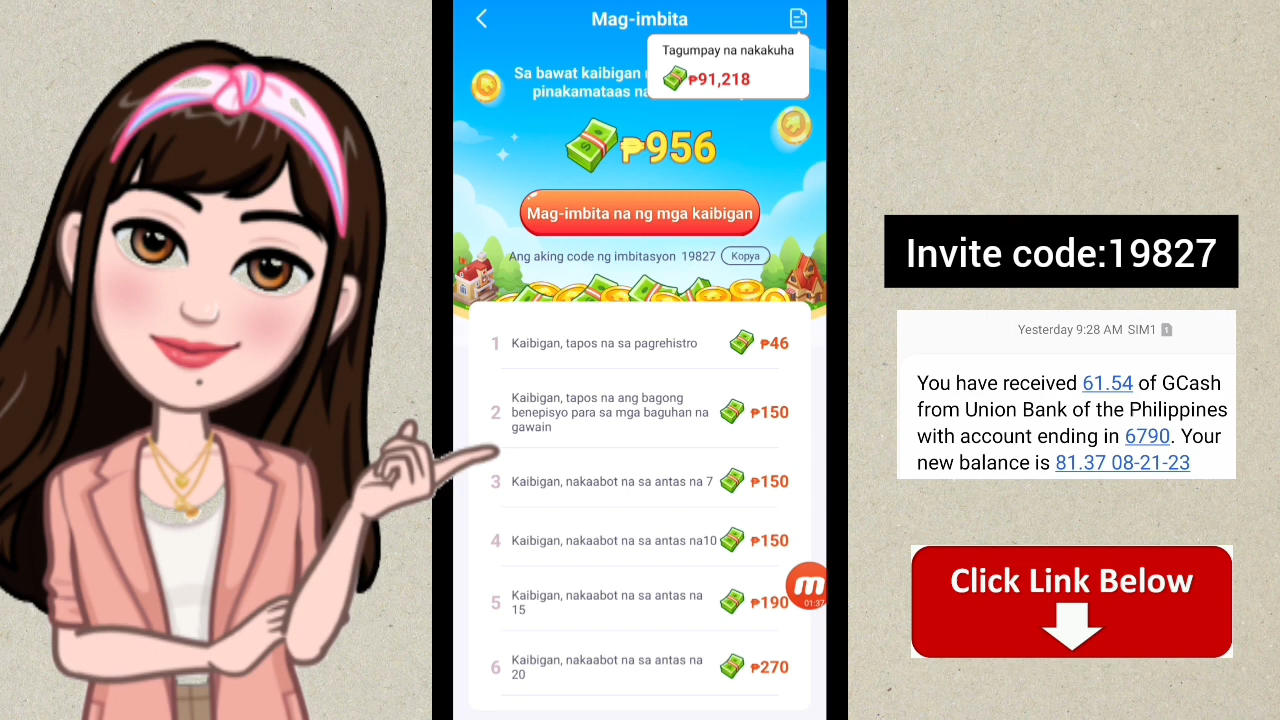 Mag-imbita
Tagumpay na nakakuha
₱91,218
Sa bawat kaibigan
pinakamataas na
₱956
Mag-imbita na ng mga kaibigan
Ang aking code ng imbitasyon 19827 Kopya
1 Kaibigan, tapos na sa pagrehistro ₱46
2 Kaibigan, tapos na ang bagong
benepisyo para sa mga baguhan na
gawain
₱150
3 Kaibigan, nakaabot na sa antas na 7 ₱150
4 Kaibigan, nakaabot na sa antas na10 ₱150
5 Kaibigan, nakaabot na sa antas na
15
₱190
01:37
6 Kaibigan, nakaabot na sa antas na
20
₱270
Invite code:19827
Yesterday 9:28 AM SIM1 1
You have received 61.54 of GCash
from Union Bank of the Philippines
with account ending in 6790. Your
new balance is 81.37 08-21-23
Click Link Below